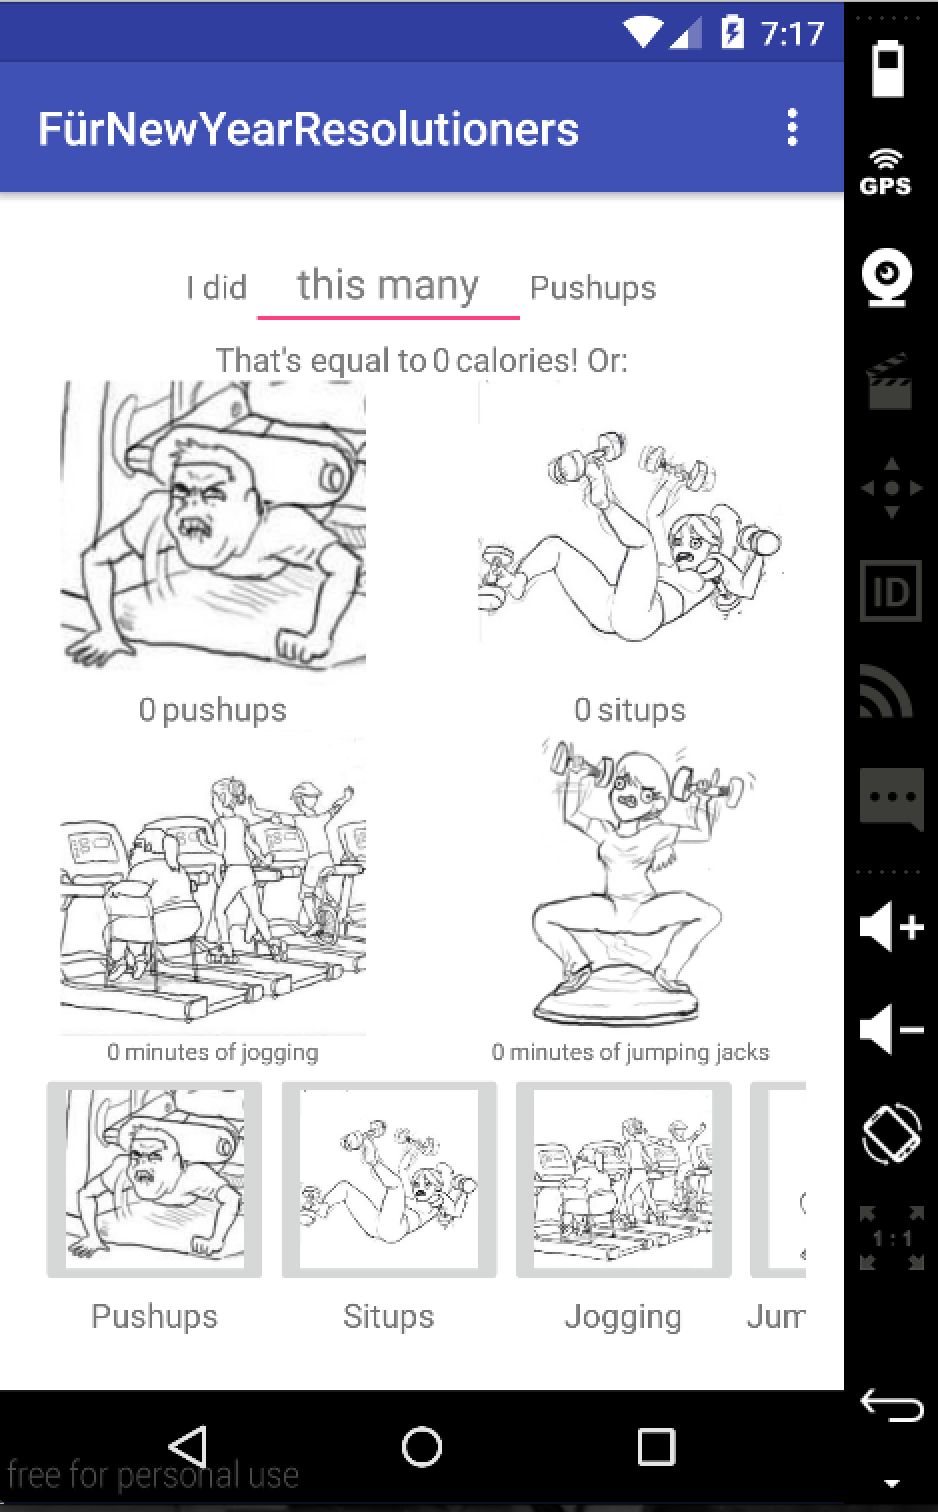 7:17
FürNewYearResolutioners
GPS
I did this many Pushups
That's equal to 0 calories! Or:
ID
0 pushups 0 situps
0 minutes of jogging 0 minutes of jumping jacks
1:1
Pushups Situps Jogging Jum
free for personal use